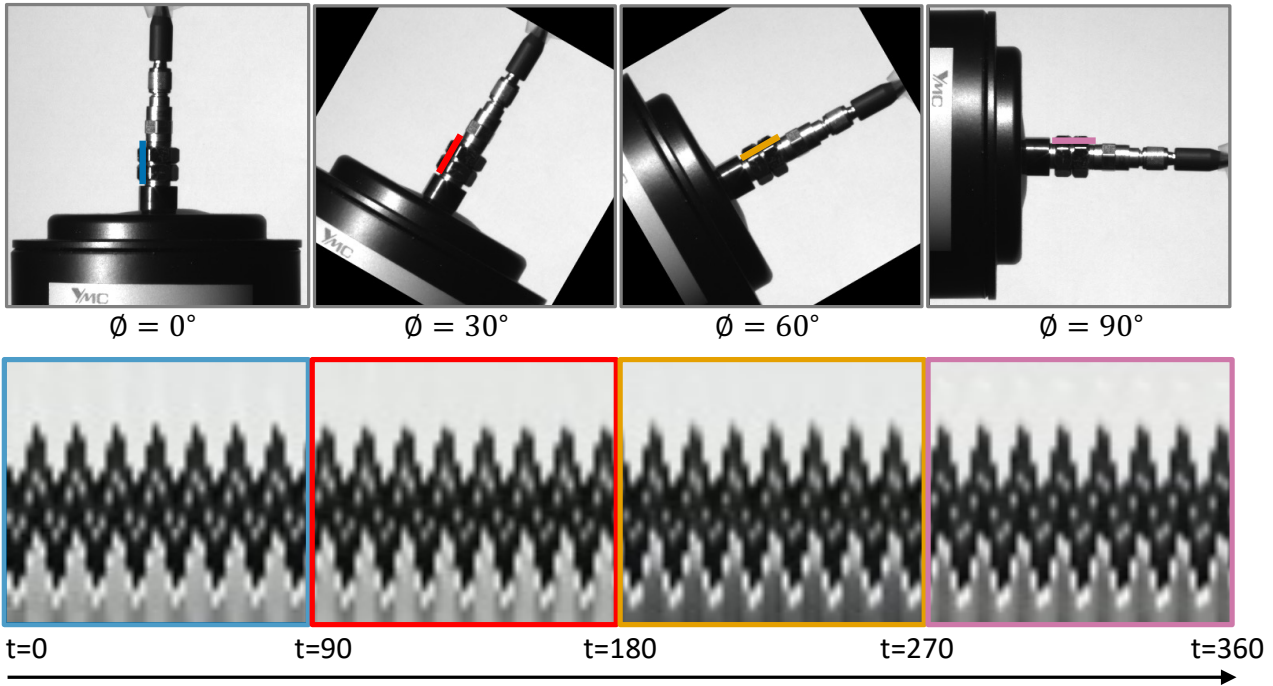 YMC
YMC
YMC
YMC
∅ = 0°
∅ = 30°
∅ = 60°
∅ = 90°
t=0
t=90
t=180
t=270
t=360